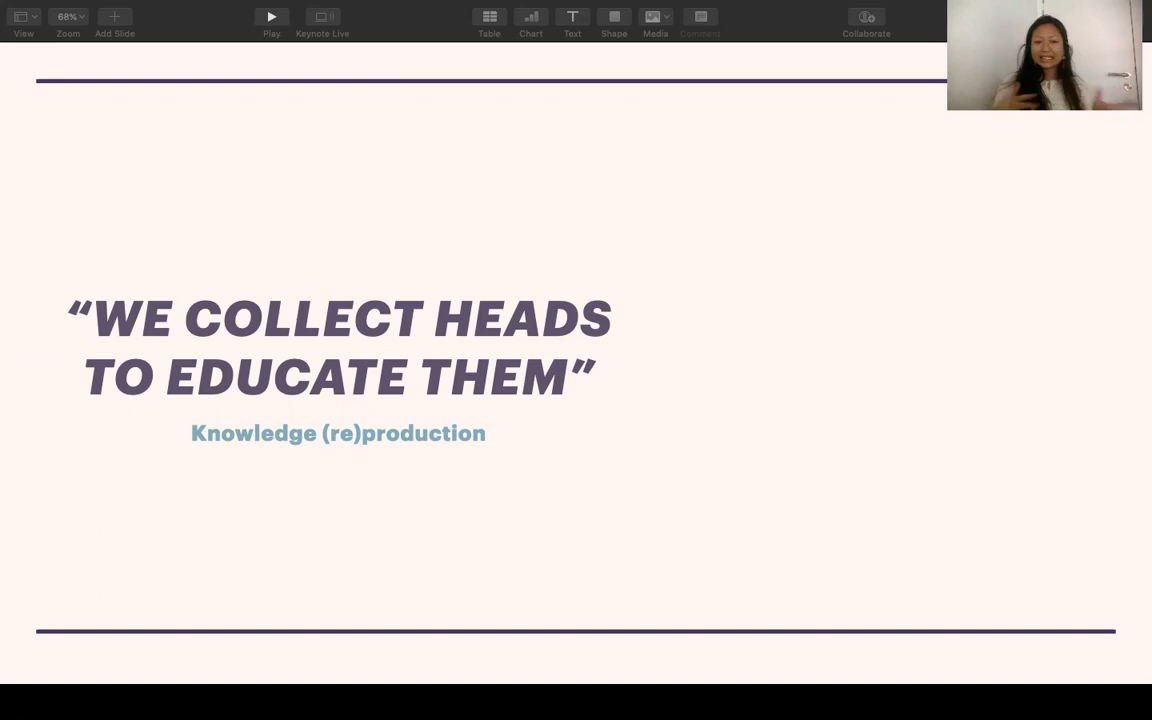 68%
View
Zoom
Add Slide
Play
Keynote Live
Table
Chart
Text
Shape
Media
Comment
Collaborate
“WE COLLECT HEADS
TO EDUCATE THEM”
Knowledge (re)production